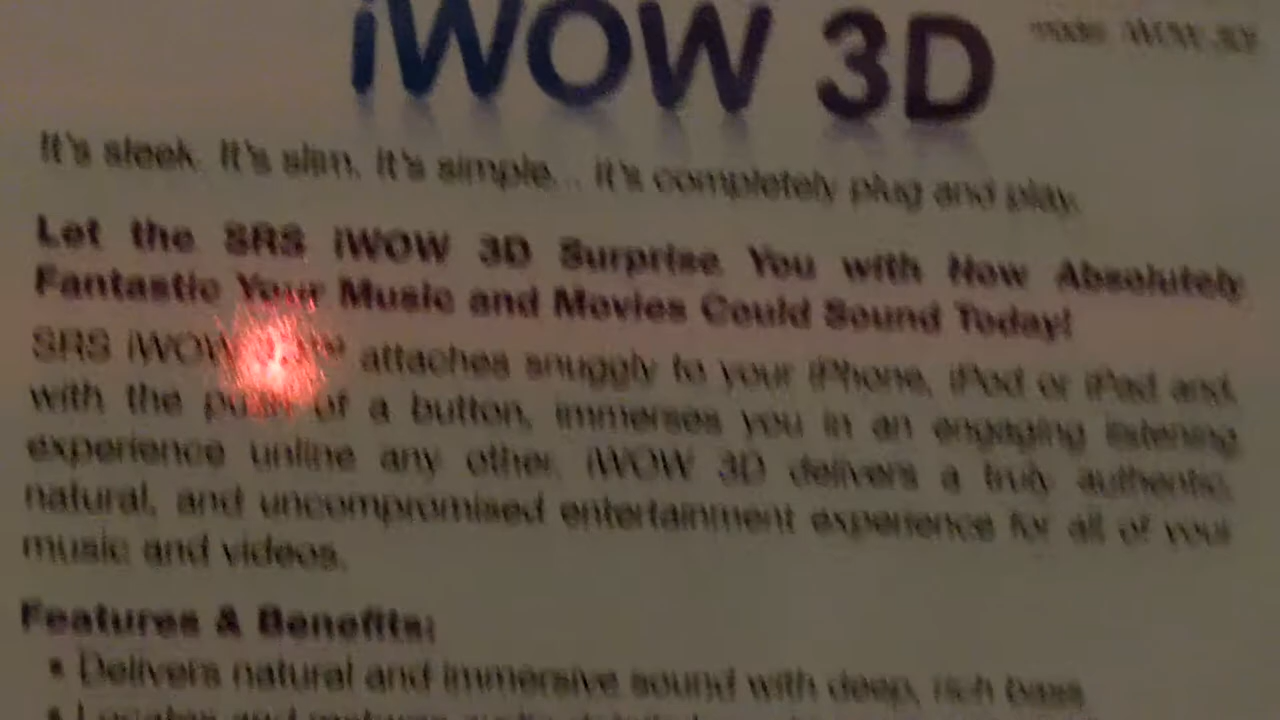 iWOW 3D
It's sleek. It's slim. It's simple... it's completely plug and play.
Let the SRS iWOW 3D Surprise You with How Absolutely
Fantastic Your Music and Movies Could Sound Today!
SRS iWOW attaches snuggly to your iPhone, iPod or iPad and,
with the push of a button, immerses you in an engaging listening
experience unline any other. iWOW 3D delivers a truly authentic,
natural, and uncompromised entertainment experience for all of your
music and videos.
Features & Benefits:
• Delivers natural and immersive sound with deep, rich bass